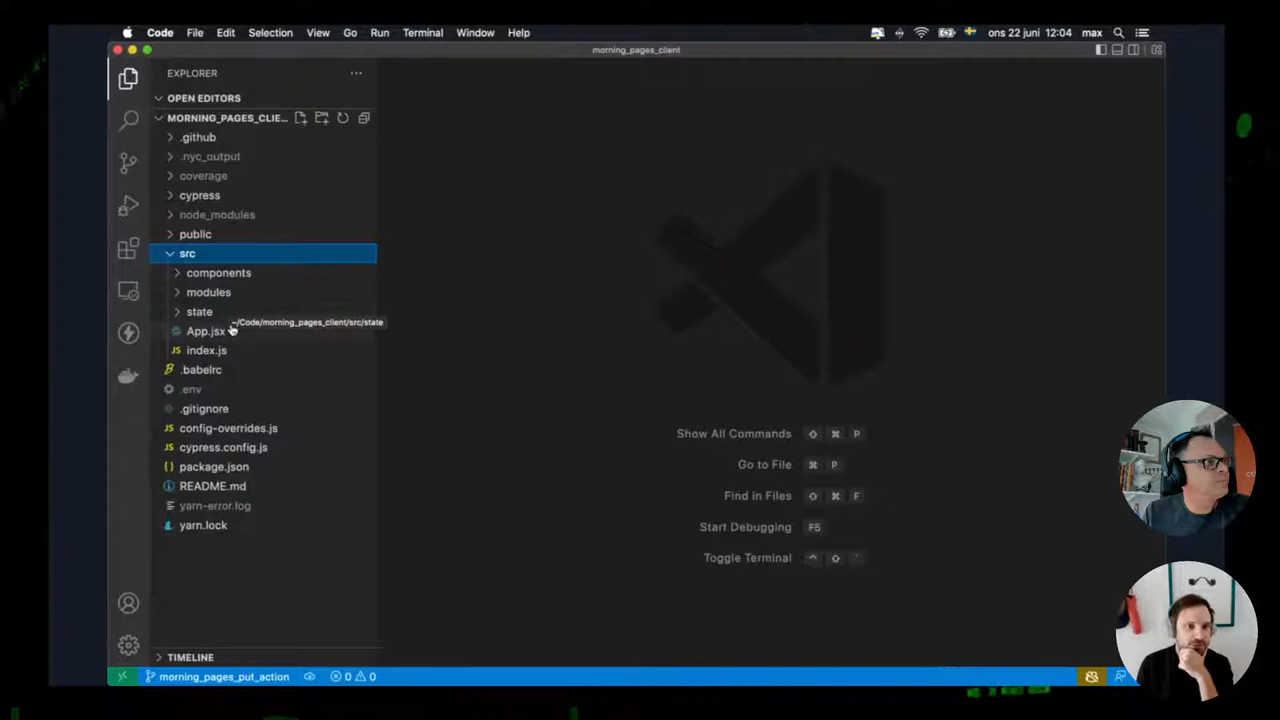 Code File Edit Selection View Go Run Terminal Window Help ons 22 juni 12:04 max
morning_pages_client
EXPLORER
OPEN EDITORS
MORNING_PAGES_CLIE...
.github
.nyc_output
coverage
cypress
node_modules
public
src
components
modules
state
~/Code/morning_pages_client/src/state
App.jsx
JS index.js
.babelrc
.env
.gitignore
JS config-overrides.js
JS cypress.config.js
package.json
README.md
yarn-error.log
yarn.lock
Show All Commands ⇧ ⌘ P
Go to File ⌘ P
Find in Files ⇧ ⌘ F
Start Debugging F5
Toggle Terminal ^ ⇧ `
TIMELINE
morning_pages_put_action 0 0